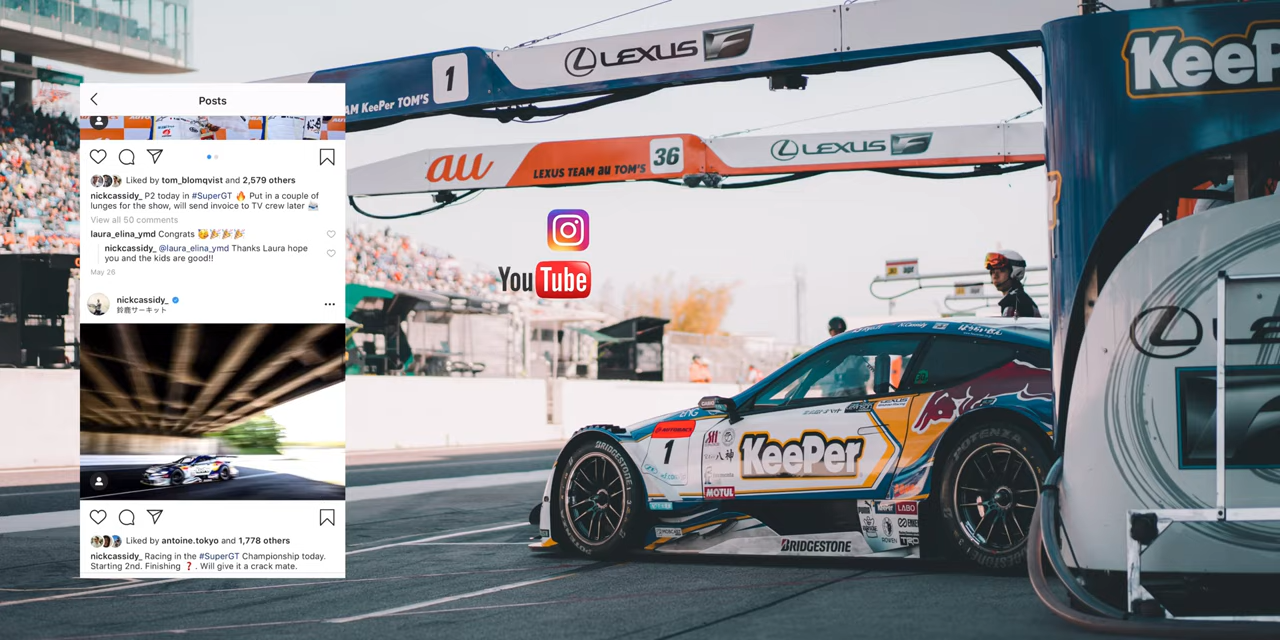 Posts
Liked by tom_blomqvist and 2,579 others
nickcassidy_ P2 today in #SuperGT 🔥 Put in a couple of
lunges for the show, will send invoice to TV crew later
View all 50 comments
laura_elina_ymd Congrats
nickcassidy_ @laura_elina_ymd Thanks Laura hope
you and the kids are good!!
May 26
nickcassidy_
鈴鹿サーキット
Liked by antoine.tokyo and 1,778 others
nickcassidy_ Racing in the #SuperGT Championship today.
Starting 2nd. Finishing ❓. Will give it a crack mate.
AM KeePer TOM'S
1
LEXUS F
au
LEXUS TEAM au TOM'S
36
LEXUS F
You Tube
KeeP
AUTOBACS
1
KeePer
MOTUL
BRIDGESTONE
BRIDGESTONE
POTENZA
LABO
N.Cassidy